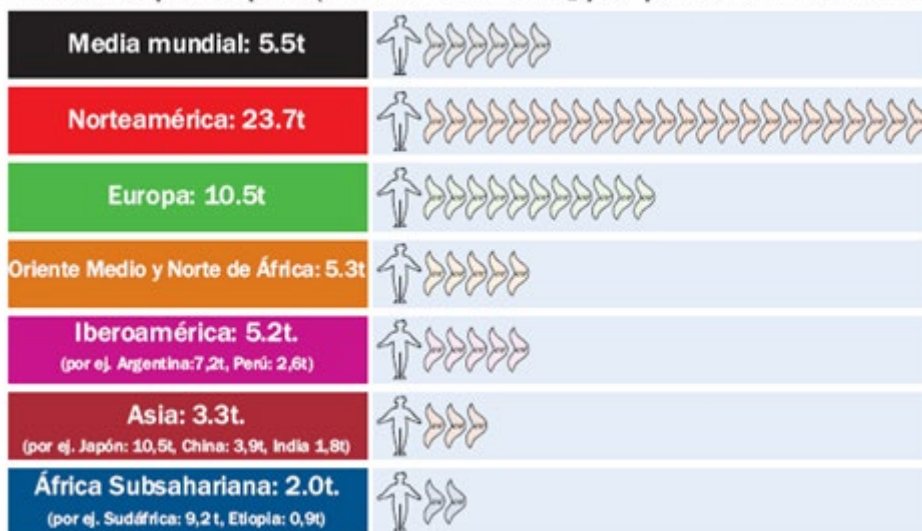 Media mundial: 5.5t
Norteamérica: 23.7t
Europa: 10.5t
Oriente Medio y Norte de África: 5.3t
Iberoamérica: 5.2t.
(por ej. Argentina:7,2t, Perú: 2,6t)
Asia: 3.3t.
(por ej. Japón: 10,5t, China: 3,9t, India 1,8t)
África Subsahariana: 2.0t.
(por ej. Sudáfrica: 9,2t, Etiopia: 0,9t)